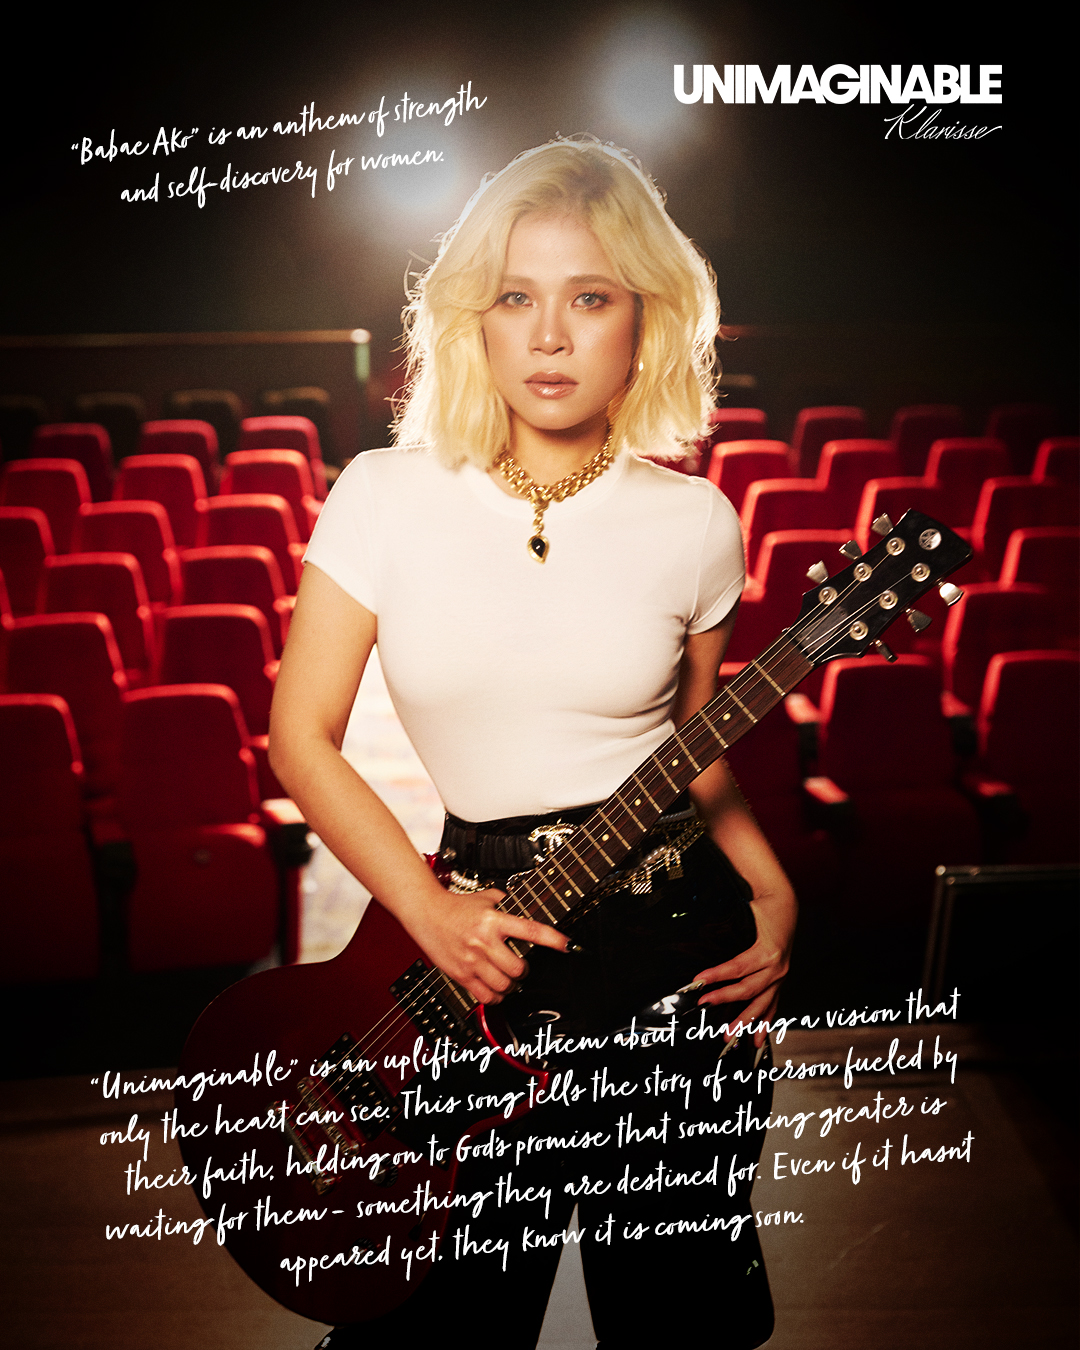 UNIMAGINABLE
Klarisse
“Babae Ako” is an anthem of strength
and self-discovery for women.
“Unimaginable” is an uplifting anthem about chasing a vision that
only the heart can see. This song tells the story of a person fueled by
their faith, holding on to God's promise that something greater is
waiting for them - something they are destined for. Even if it hasn't
appeared yet, they know it is coming soon.